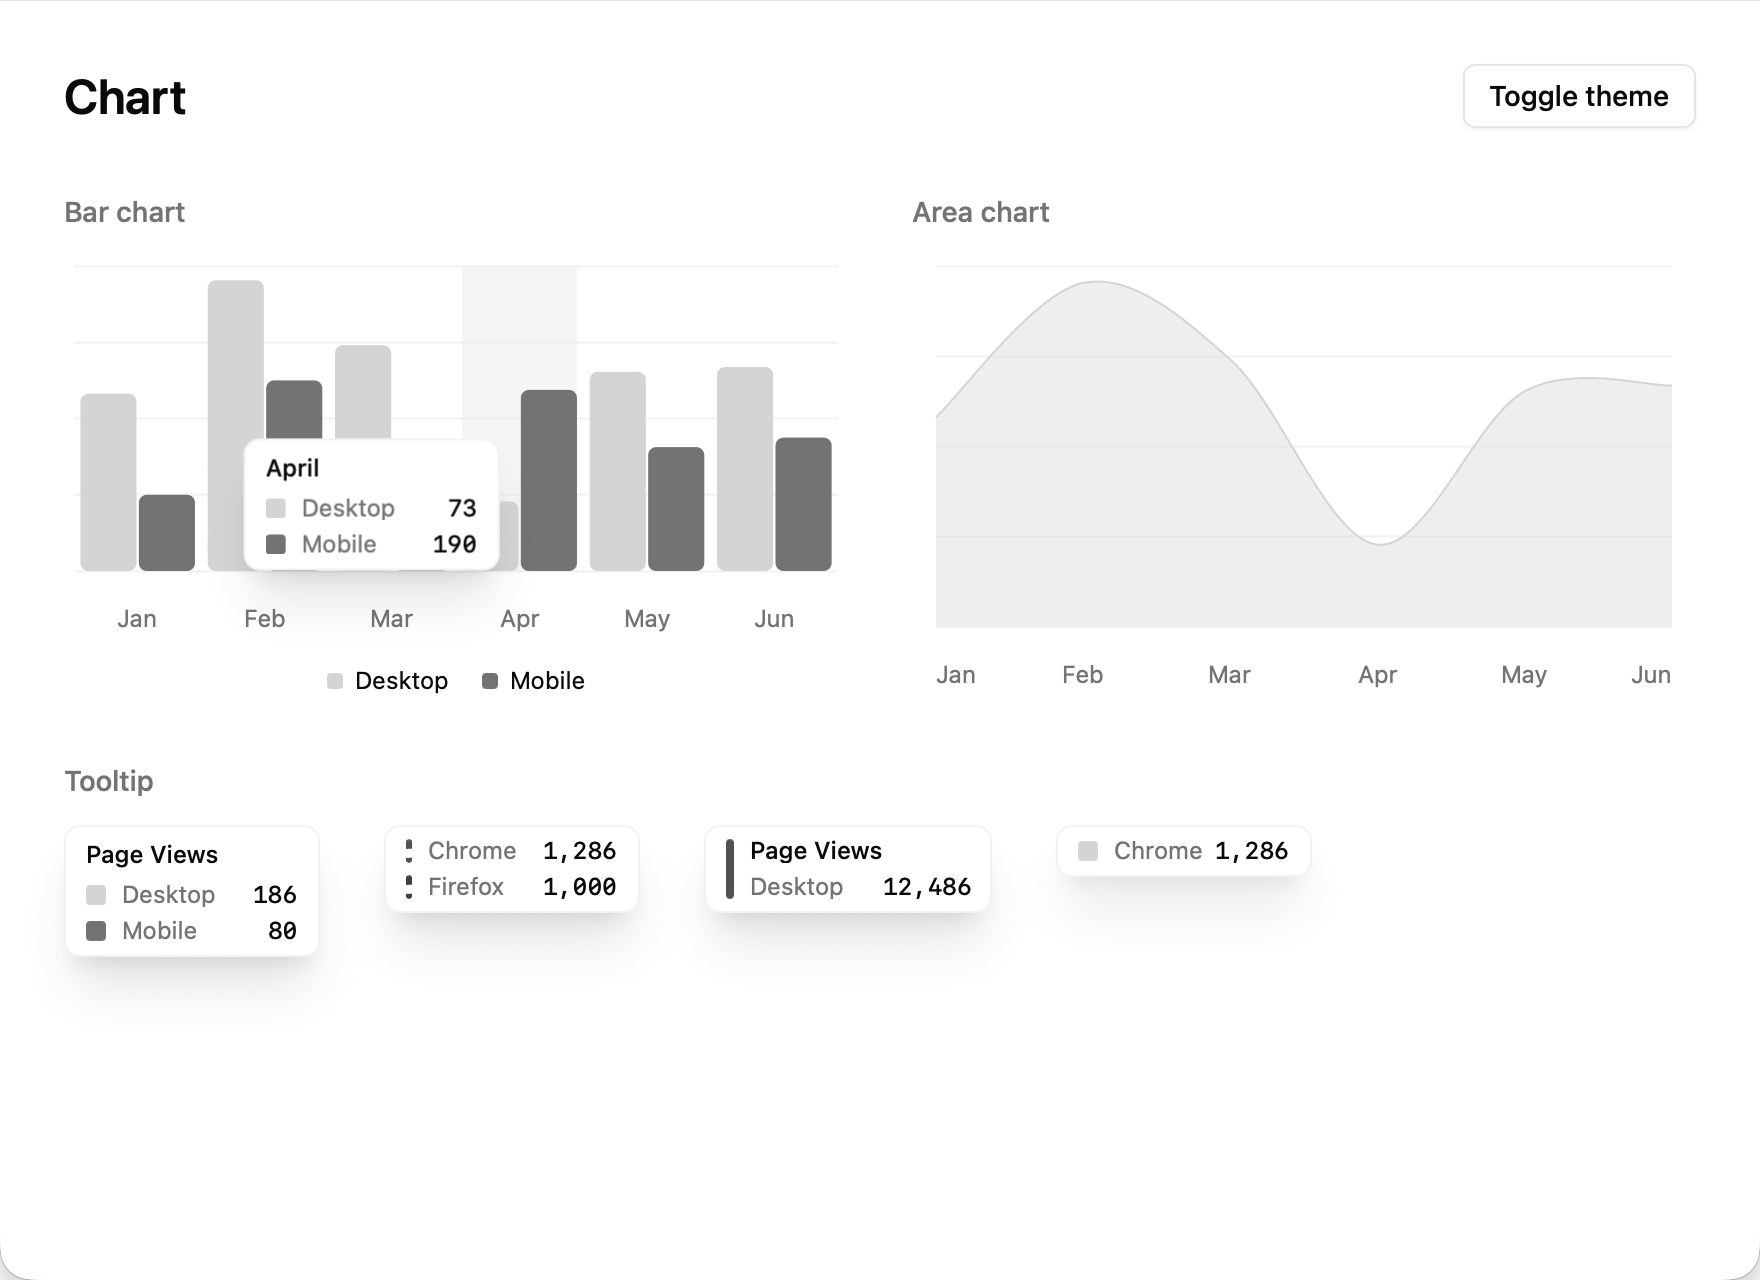 Chart
Toggle theme
Bar chart
April
Desktop 73
Mobile 190
Jan Feb Mar Apr May Jun
Desktop Mobile
Area chart
Jan Feb Mar Apr May Jun
Tooltip
Page Views
Desktop 186
Mobile 80
Chrome 1,286
Firefox 1,000
Page Views
Desktop 12,486
Chrome 1,286